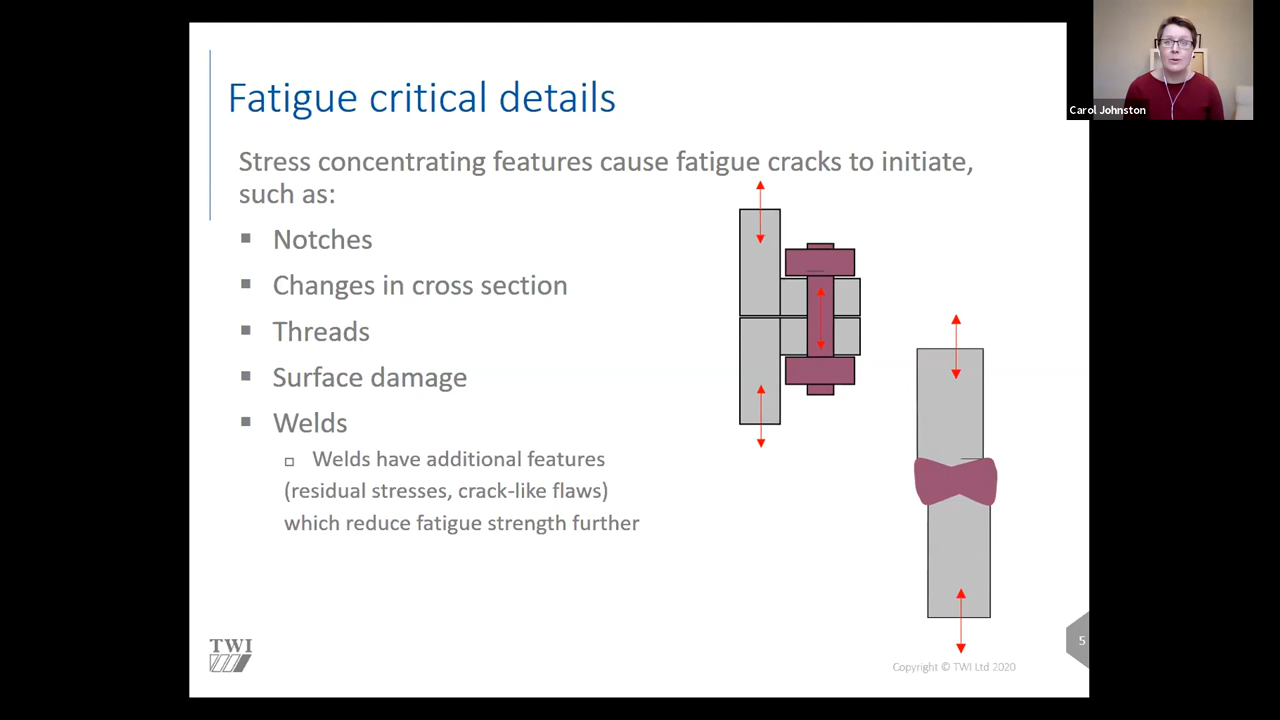 Fatigue critical details
Stress concentrating features cause fatigue cracks to initiate,
such as:
Notches
Changes in cross section
Threads
Surface damage
Welds
Welds have additional features
(residual stresses, crack-like flaws)
which reduce fatigue strength further
Carol Johnston
5
TWI
Copyright © TWI Ltd 2020